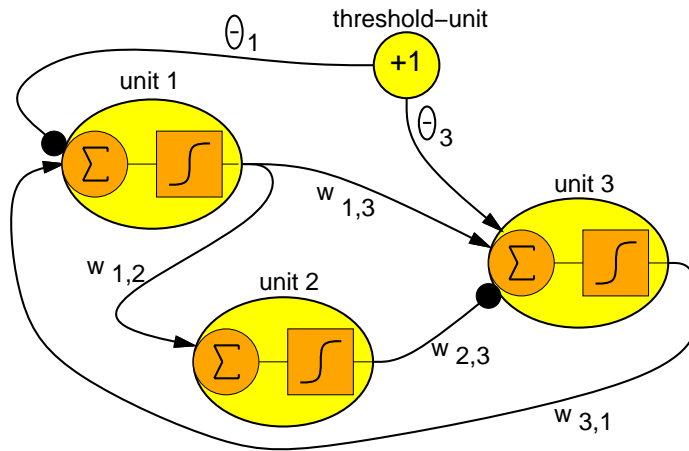 threshold−unit
+1
θ1
unit 1
Σ
θ3
unit 3
Σ
w 1,3
w 1,2
unit 2
Σ
w 2,3
w 3,1